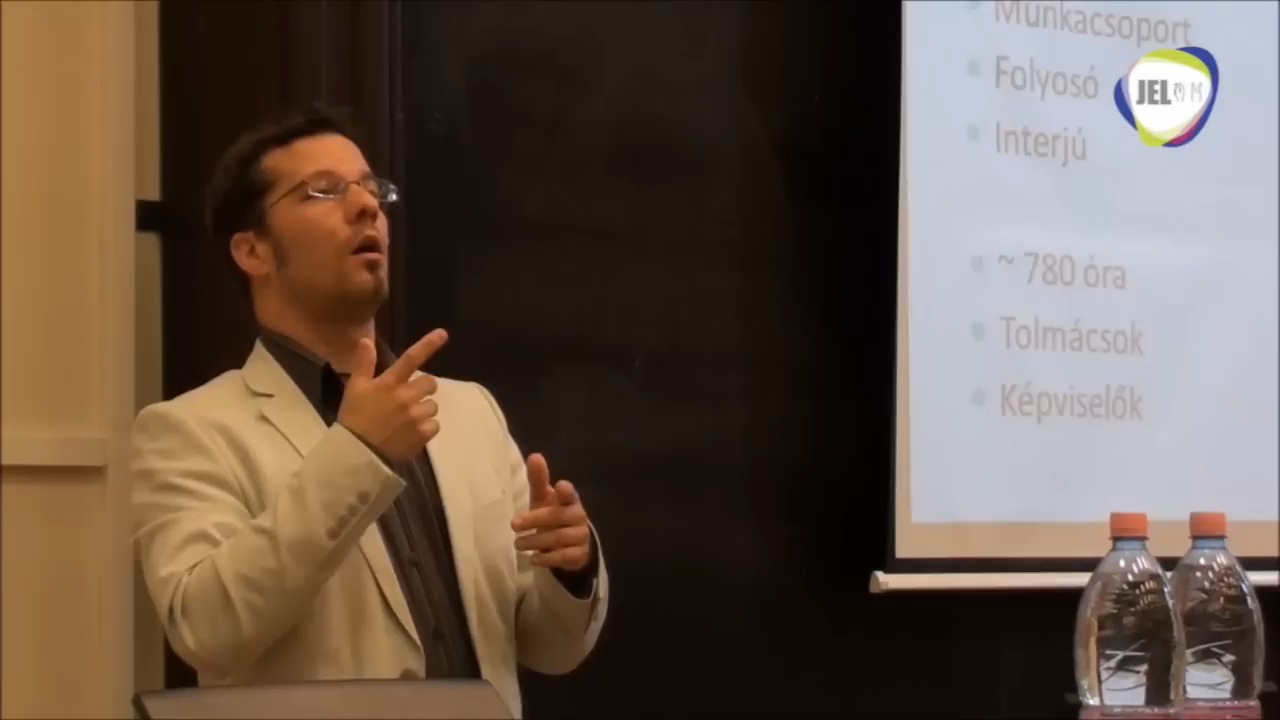 Munkacsoport
Folyosó
JEL
Interjú
~ 780 óra
Tolmácsok
Képviselők